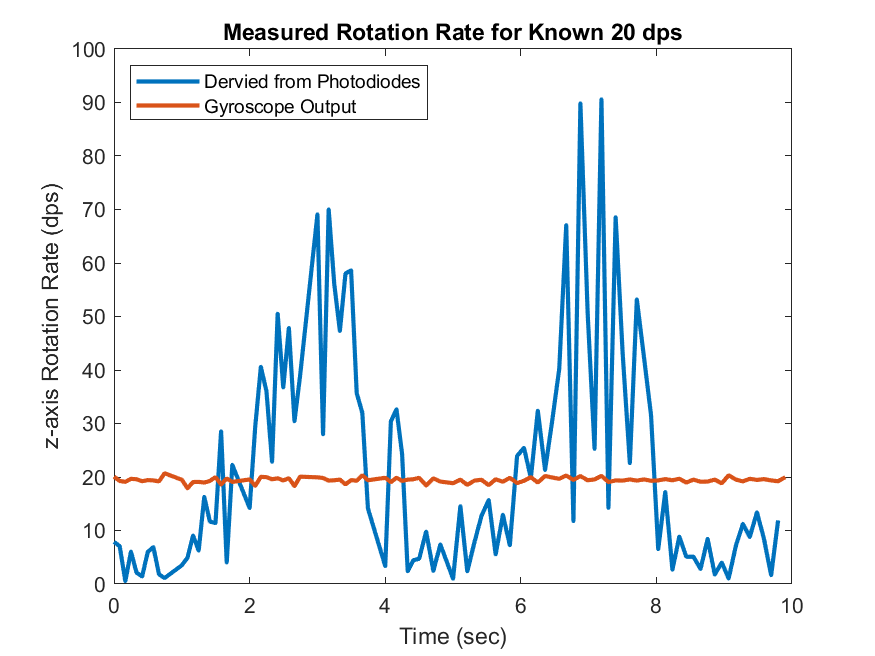 Measured Rotation Rate for Known 20 dps
Dervied from Photodiodes
Gyroscope Output
z-axis Rotation Rate (dps)
100
90
80
70
60
50
40
30
20
10
0
0 2 4 6 8 10
Time (sec)